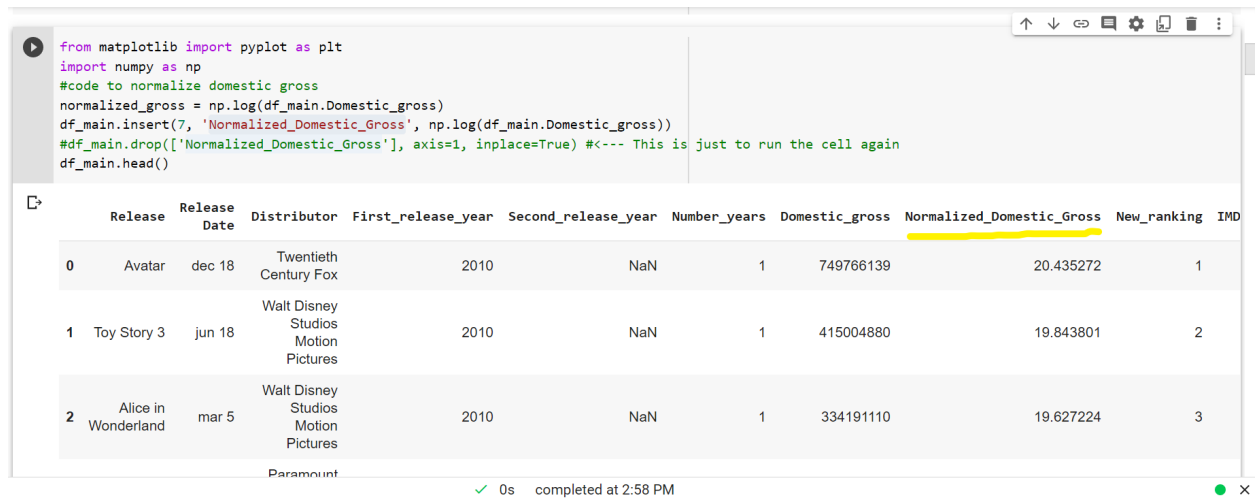 from matplotlib import pyplot as plt
import numpy as np
#code to normalize domestic gross
normalized_gross = np.log(df_main.Domestic_gross)
df_main.insert(7, 'Normalized_Domestic_Gross', np.log(df_main.Domestic_gross))
#df_main.drop(['Normalized_Domestic_Gross'], axis=1, inplace=True) #<--- This is just to run the cell again
df_main.head()
Release Release Date Distributor First_release_year Second_release_year Number_years Domestic_gross Normalized_Domestic_Gross New_ranking IMD
0 Avatar dec 18 Twentieth Century Fox 2010 NaN 1 749766139 20.435272 1
1 Toy Story 3 jun 18 Walt Disney Studios Motion Pictures 2010 NaN 1 415004880 19.843801 2
2 Alice in Wonderland mar 5 Walt Disney Studios Motion Pictures 2010 NaN 1 334191110 19.627224 3
Paramount
0s completed at 2:58 PM